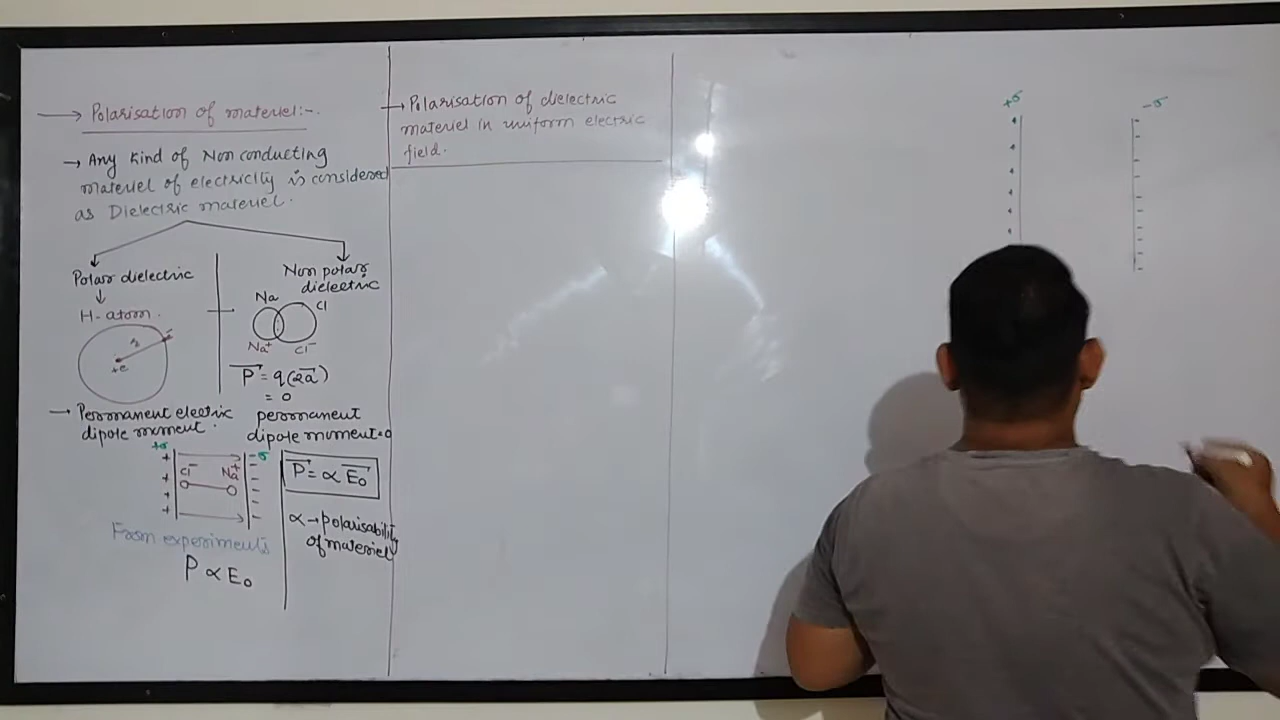 → Polarisation of materiel:-.
→ Any kind of Non conducting
materiel of electricity is considered
as Dielectric materiel.
Polar dielectric
↓
H-atom.
r
e⁻
+e
→ Permanent electric
dipole moment.
Non polar
dielectric
Na Cl
Na⁺ Cl⁻
P⃗ = q(2a⃗)
= 0
permanent
dipole moment=0
+σ -σ
+ + + + +
Cl⁻ Na⁺
- - - - - -
From experiments
P ∝ E₀
P⃗ = ∝ E₀⃗
∝ → polarisability
of materiel
→ Polarisation of dielectric
materiel in uniform electric
field.
+σ -σ